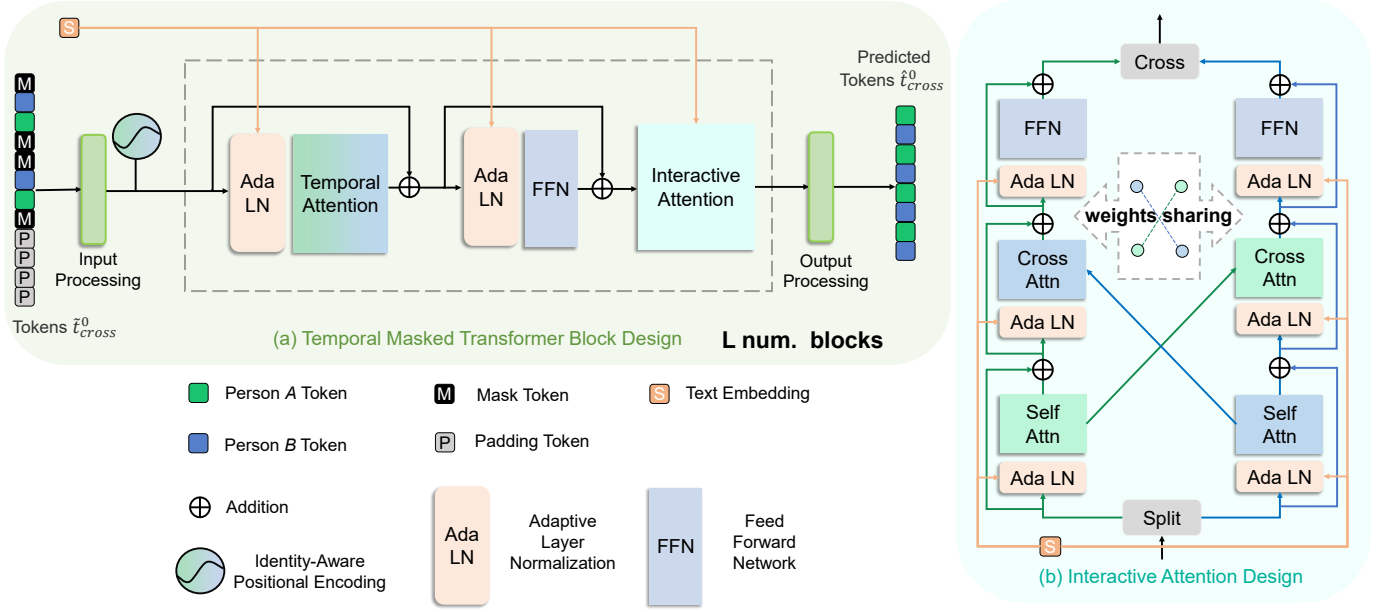 S
M
M
M
M
P
P
P
P
Tokens t̃⁰cross
Input
Processing
Ada
LN
Temporal
Attention
Ada
LN
FFN
Interactive
Attention
Output
Processing
Predicted
Tokens t̂⁰cross
(a) Temporal Masked Transformer Block Design
L num. blocks
Person A Token
M
Mask Token
S
Text Embedding
Person B Token
P
Padding Token
Addition
Identity-Aware
Positional Encoding
Ada
LN
Adaptive
Layer
Normalization
FFN
Feed
Forward
Network
Cross
FFN
FFN
Ada LN
Ada LN
weights sharing
Cross
Attn
Cross
Attn
Ada LN
Ada LN
Self
Attn
Self
Attn
Ada LN
Ada LN
Split
S
(b) Interactive Attention Design